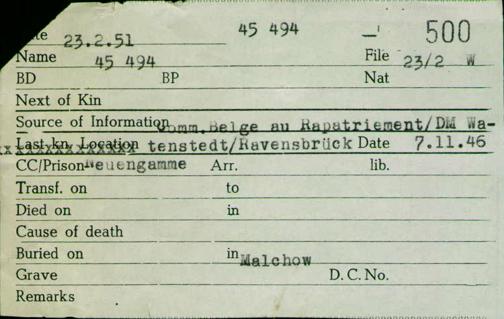 te 23.2.51 45 494 — 500
Name 45 494 File 23/2 W
BD BP Nat
Next of Kin
Source of Information Comm.Belge au Rapatriement/DM Wa-
Last kn. Location tenstedt/Ravensbrück Date 7.11.46
CC/Prison Neuengamme Arr. lib.
Transf. on to
Died on in
Cause of death
Buried on in Malchow
Grave D. C. No.
Remarks